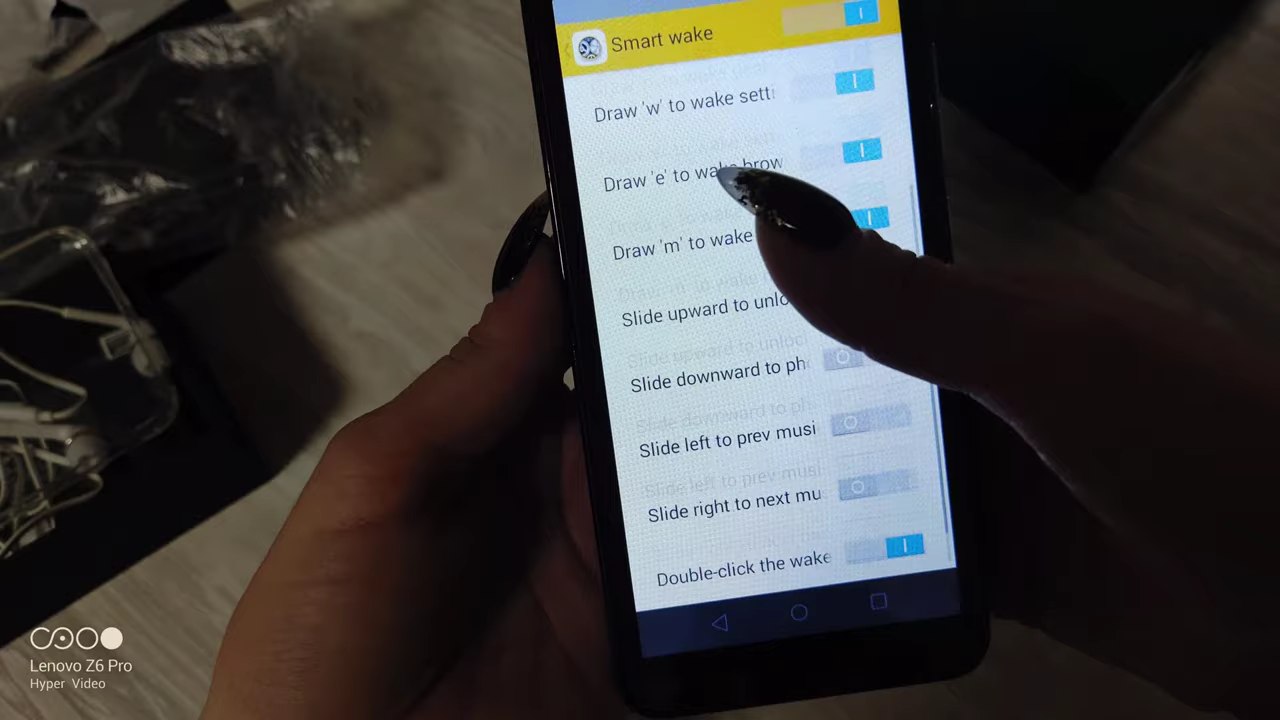 Smart wake
Draw 'w' to wake setti
Draw 'e' to wake brow
Draw 'm' to wake
Slide upward to unlo
Slide downward to ph
Slide left to prev musi
Slide right to next mu
Double-click the wake
Lenovo Z6 Pro
Hyper Video